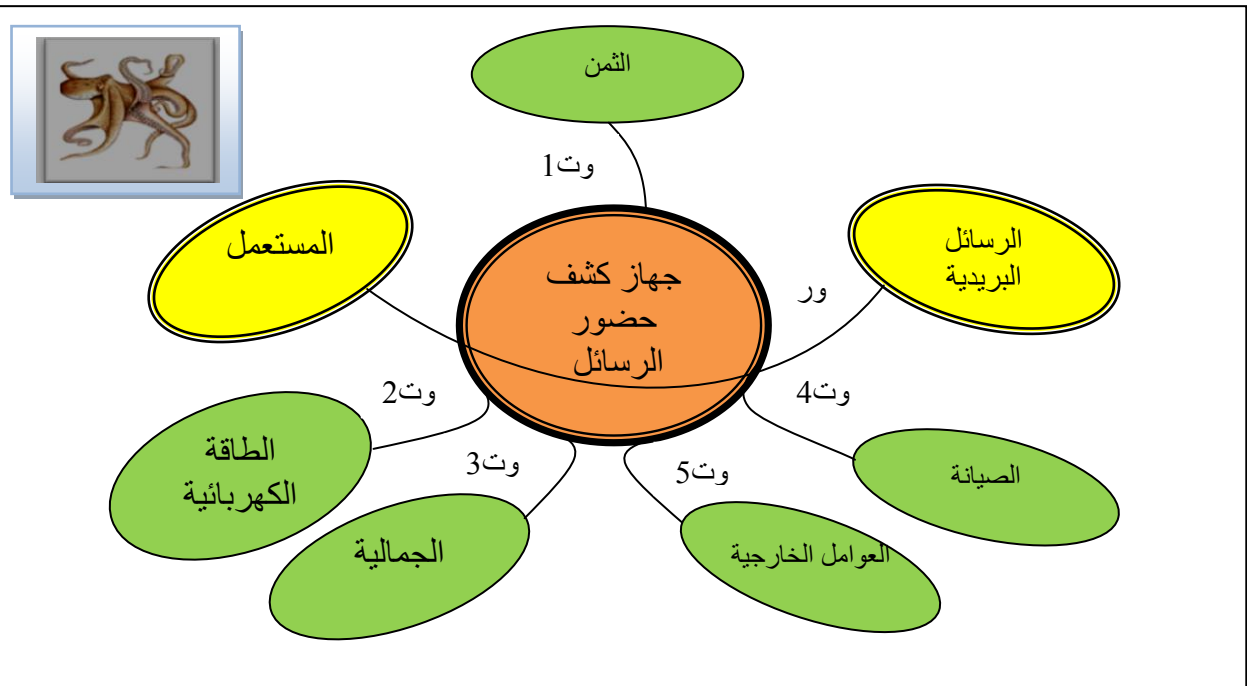 الثمن
وت1
الرسائل
البريدية
المستعمل
ور
جهاز كشف
حضور
الرسائل
وت4
وت2
الصيانة
الطاقة
الكهربائية
وت5
وت3
العوامل الخارجية
الجمالية